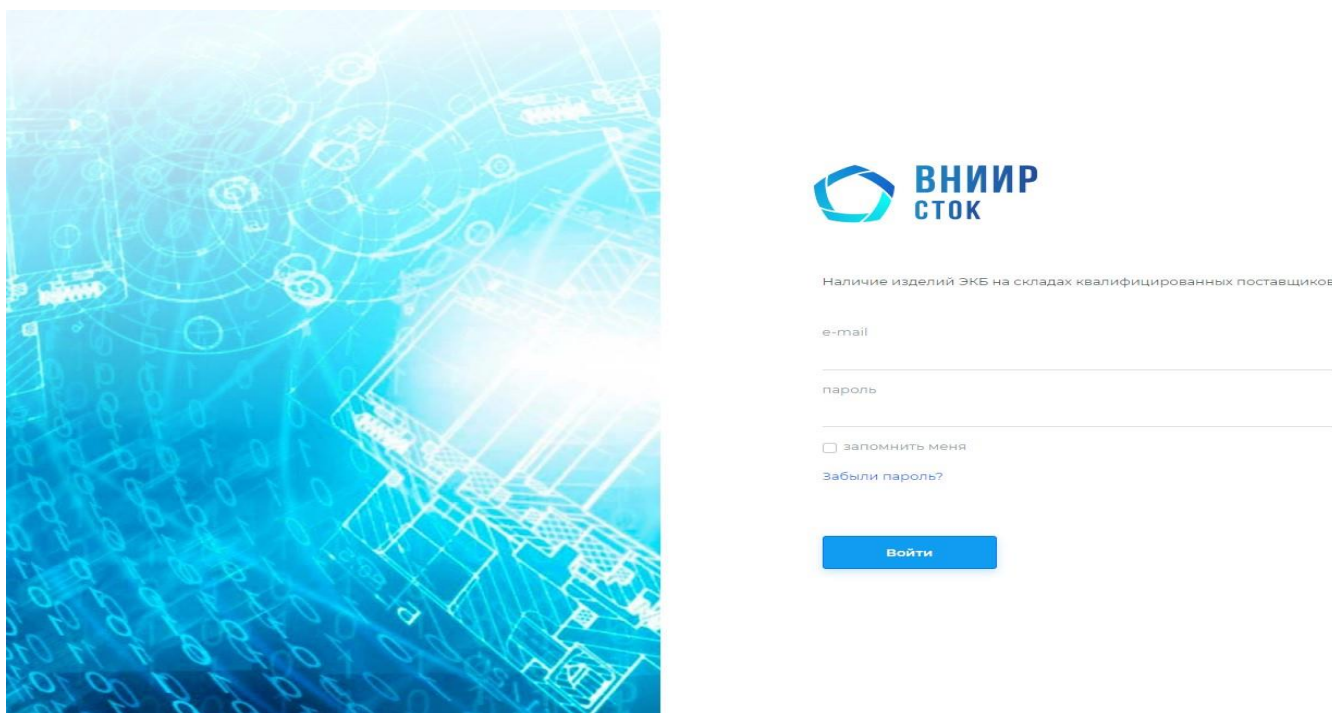 ВНИИР
СТОК
Наличие изделий ЭКБ на складах квалифицированных поставщиков
e-mail
пароль
запомнить меня
Забыли пароль?
Войти